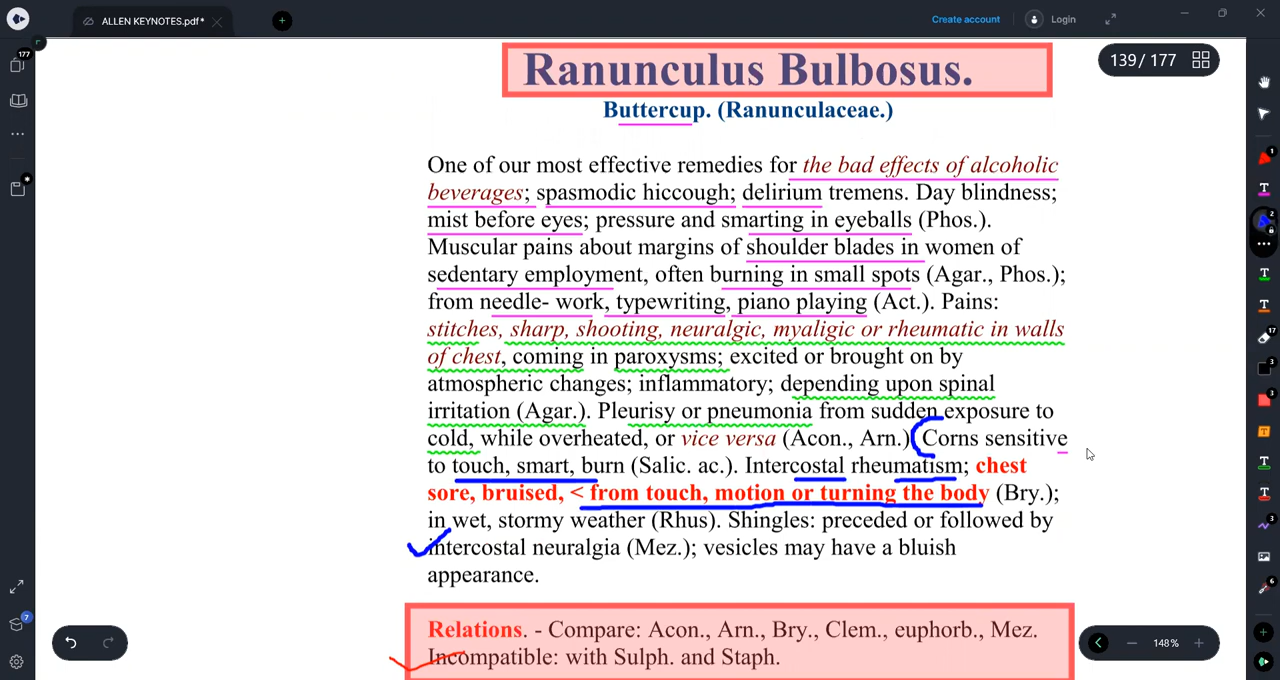 ALLEN KEYNOTES.pdf*
Create account
Login
177
139/ 177
Ranunculus Bulbosus.
Buttercup. (Ranunculaceae.)
One of our most effective remedies for the bad effects of alcoholic
beverages; spasmodic hiccough; delirium tremens. Day blindness;
mist before eyes; pressure and smarting in eyeballs (Phos.).
Muscular pains about margins of shoulder blades in women of
sedentary employment, often burning in small spots (Agar., Phos.);
from needle- work, typewriting, piano playing (Act.). Pains:
stitches, sharp, shooting, neuralgic, myaligic or rheumatic in walls
of chest, coming in paroxysms; excited or brought on by
atmospheric changes; inflammatory; depending upon spinal
irritation (Agar.). Pleurisy or pneumonia from sudden exposure to
cold, while overheated, or vice versa (Acon., Arn.) Corns sensitive
to touch, smart, burn (Salic. ac.). Intercostal rheumatism; chest
sore, bruised, < from touch, motion or turning the body (Bry.);
in wet, stormy weather (Rhus). Shingles: preceded or followed by
intercostal neuralgia (Mez.); vesicles may have a bluish
appearance.
Relations. - Compare: Acon., Arn., Bry., Clem., euphorb., Mez.
Incompatible: with Sulph. and Staph.
148%